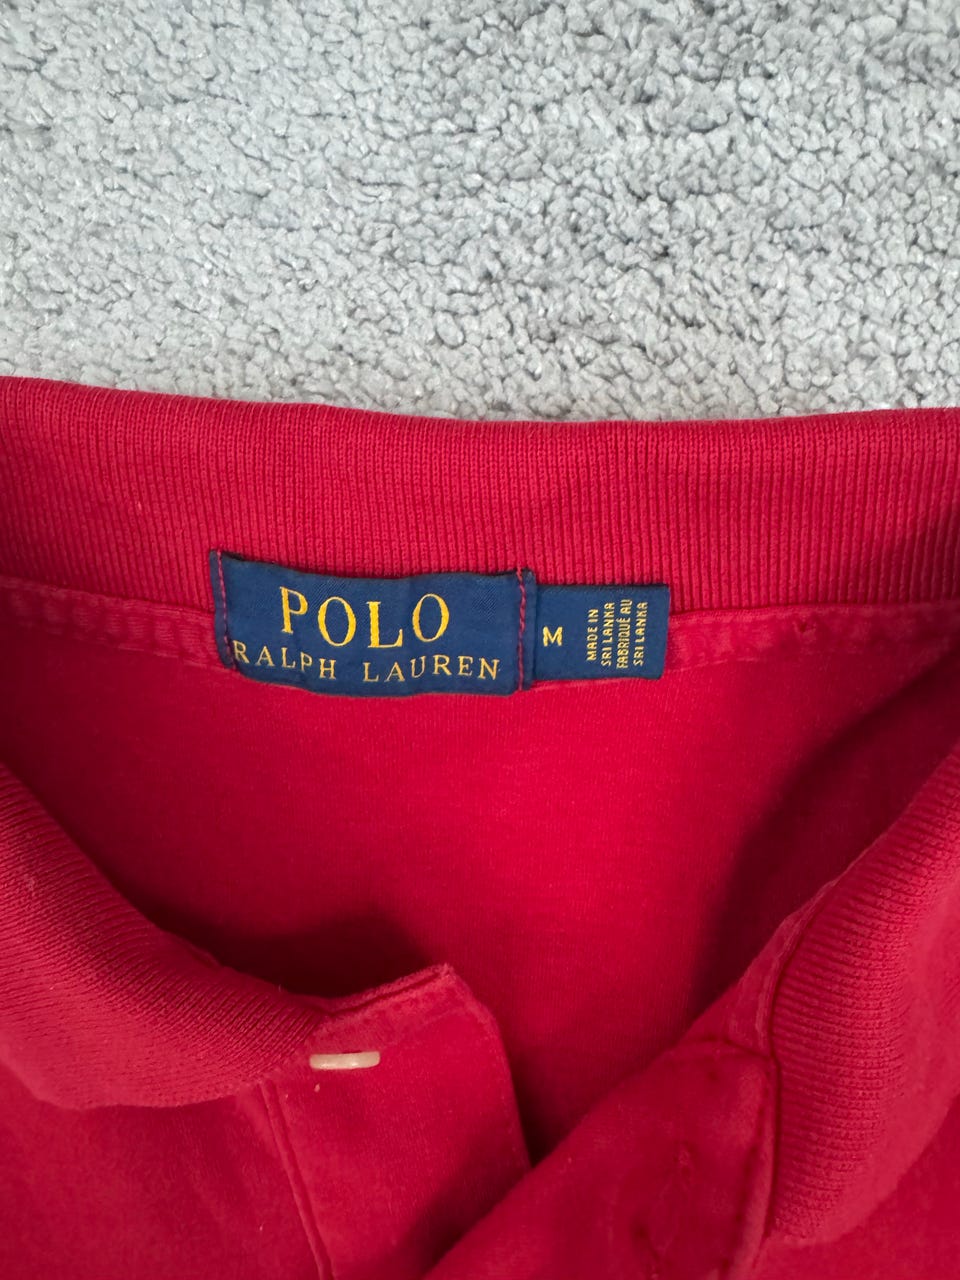 POLO
RALPH LAUREN
M
MADE IN
SRI LANKA
FABRIQUÉ AU
SRI LANKA